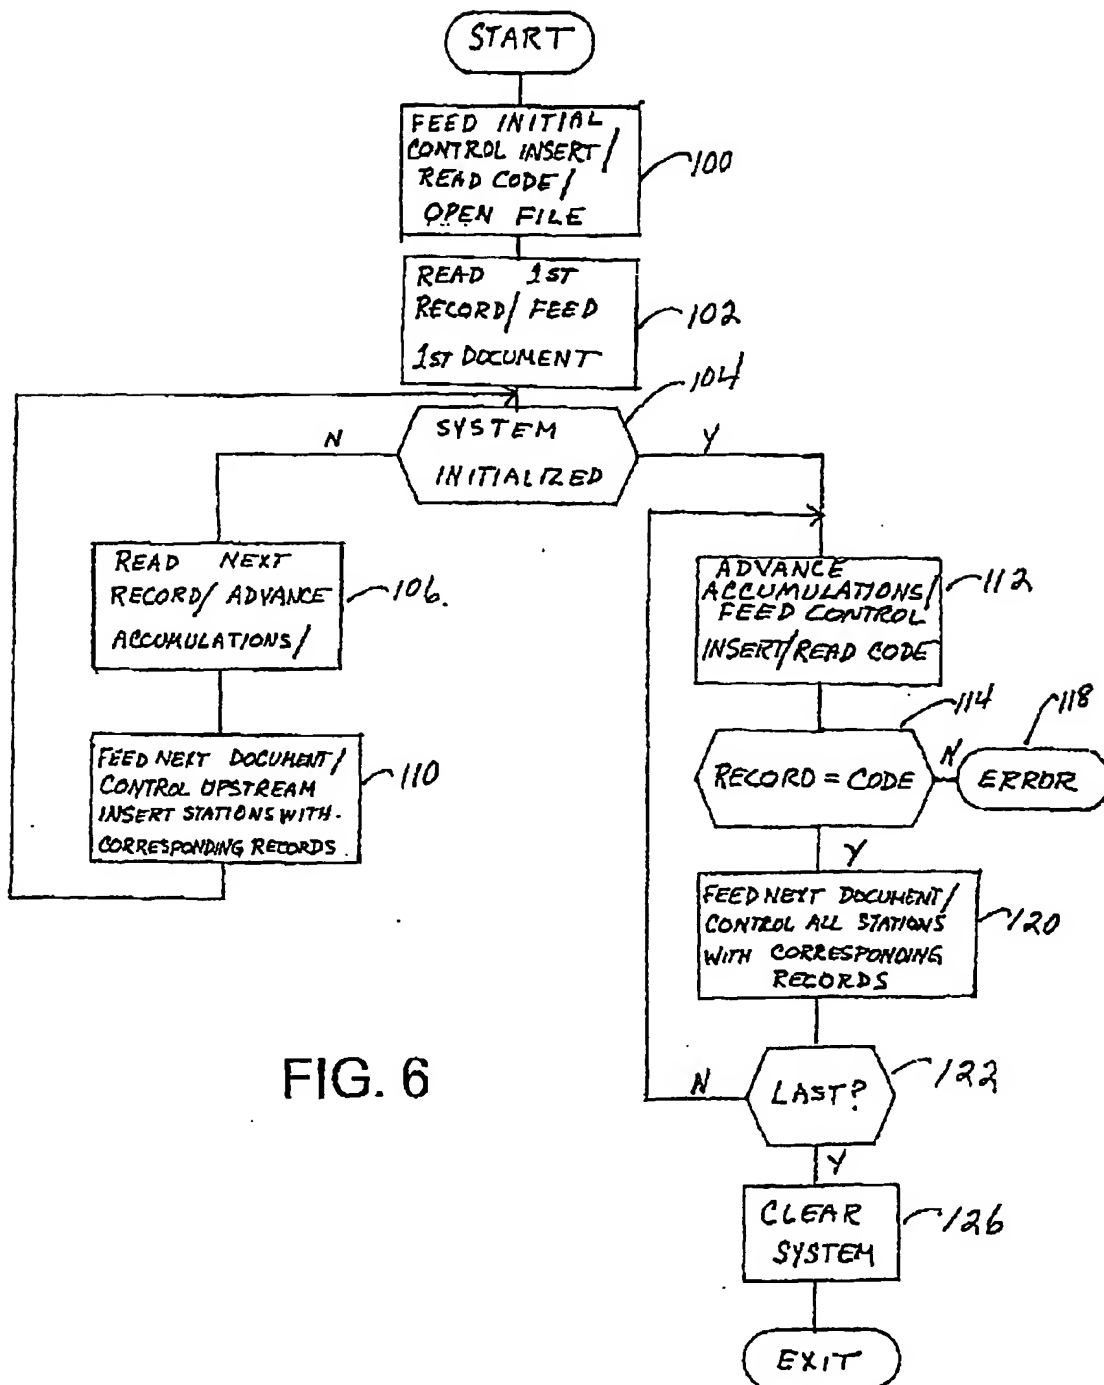 START
FEED INITIAL
CONTROL INSERT/
READ CODE/
OPEN FILE
100
READ 1ST
RECORD/ FEED
1ST DOCUMENT
102
104
SYSTEM
INITIALIZED
N
Y
READ NEXT
RECORD/ ADVANCE
ACCUMULATIONS/
106.
FEED NEXT DOCUMENT/
CONTROL UPSTREAM
INSERT STATIONS WITH
CORRESPONDING RECORDS
110
ADVANCE
ACCUMULATIONS/
FEED CONTROL
INSERT/READ CODE
112
114
RECORD = CODE
N
118
ERROR
Y
FEED NEXT DOCUMENT/
CONTROL ALL STATIONS
WITH CORRESPONDING
RECORDS
120
LAST?
122
N
Y
CLEAR
SYSTEM
126
EXIT
FIG. 6